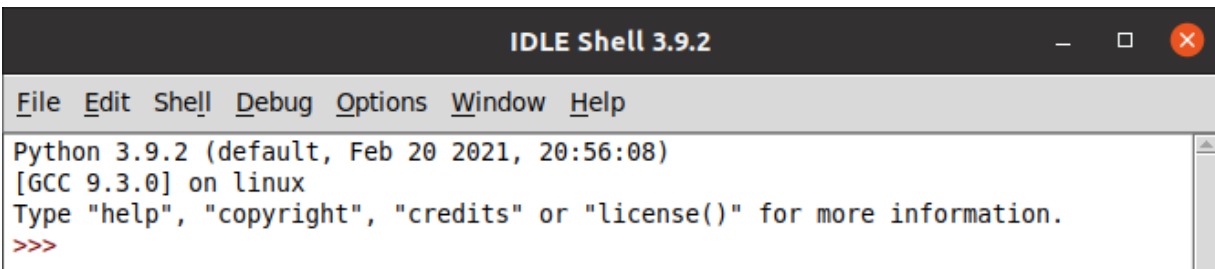 IDLE Shell 3.9.2
File Edit Shell Debug Options Window Help
Python 3.9.2 (default, Feb 20 2021, 20:56:08)
[GCC 9.3.0] on linux
Type "help", "copyright", "credits" or "license()" for more information.
>>>